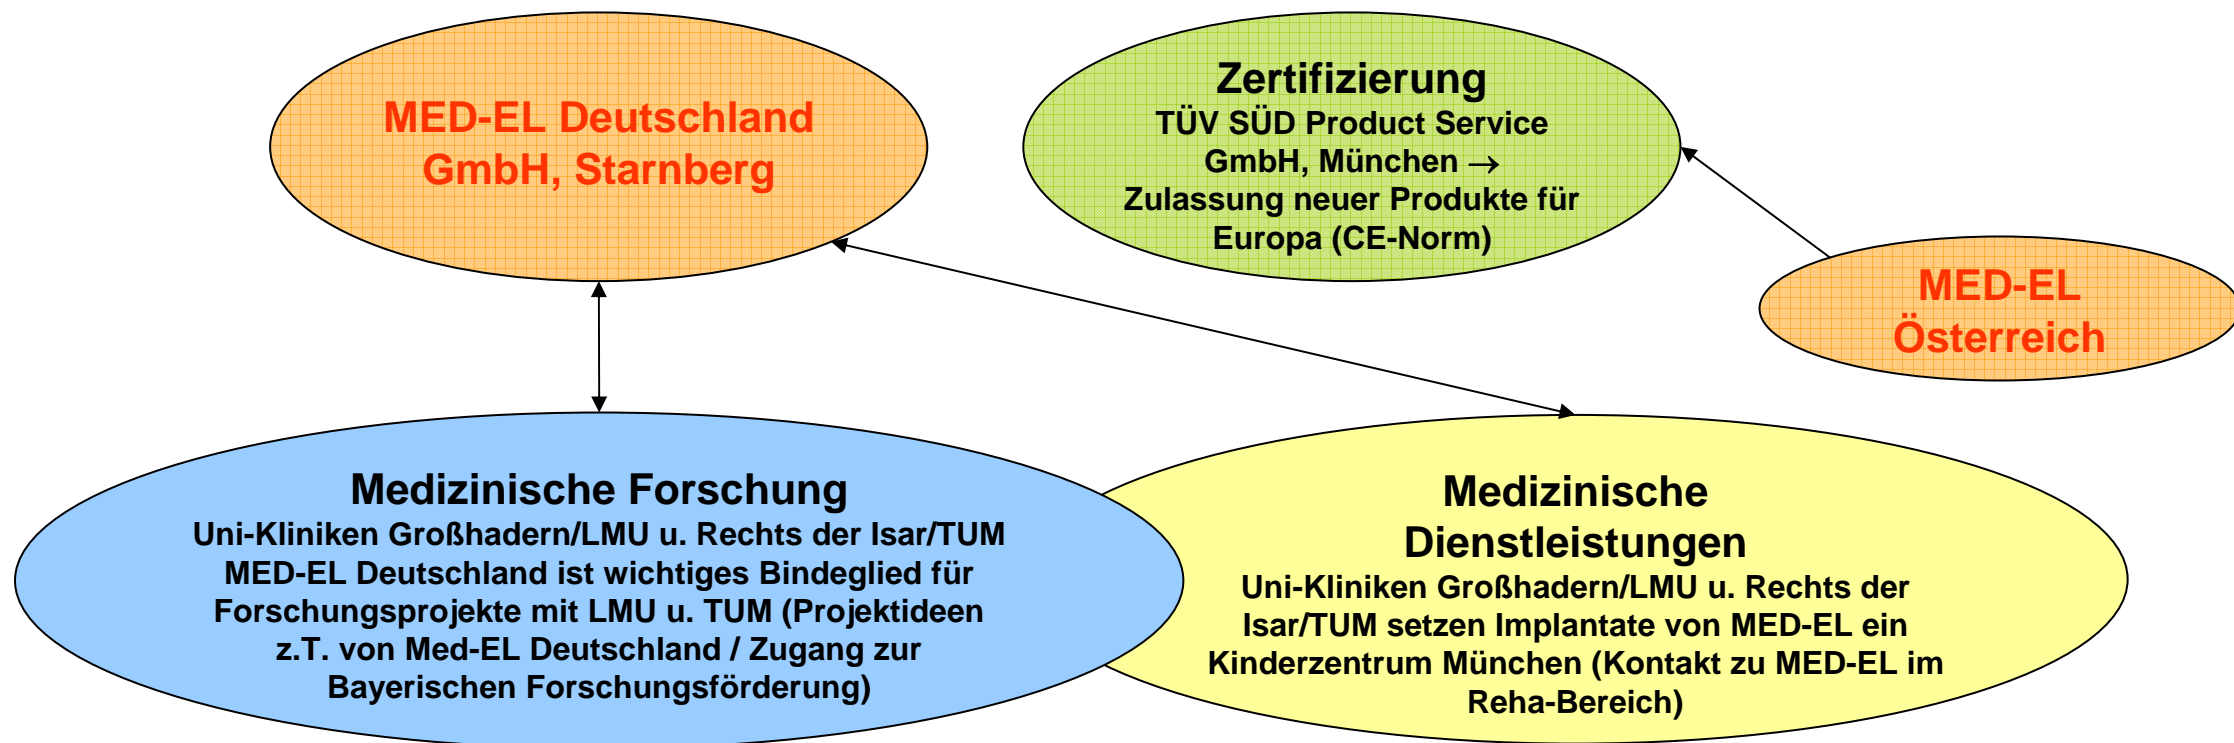 MED-EL Deutschland
GmbH, Starnberg
Zertifizierung
TÜV SÜD Product Service
GmbH, München →
Zulassung neuer Produkte für
Europa (CE-Norm)
MED-EL
Österreich
Medizinische Forschung
Uni-Kliniken Großhadern/LMU u. Rechts der Isar/TUM
MED-EL Deutschland ist wichtiges Bindeglied für
Forschungsprojekte mit LMU u. TUM (Projektideen
z.T. von Med-EL Deutschland / Zugang zur
Bayerischen Forschungsförderung)
Medizinische
Dienstleistungen
Uni-Kliniken Großhadern/LMU u. Rechts der
Isar/TUM setzen Implantate von MED-EL ein
Kinderzentrum München (Kontakt zu MED-EL im
Reha-Bereich)